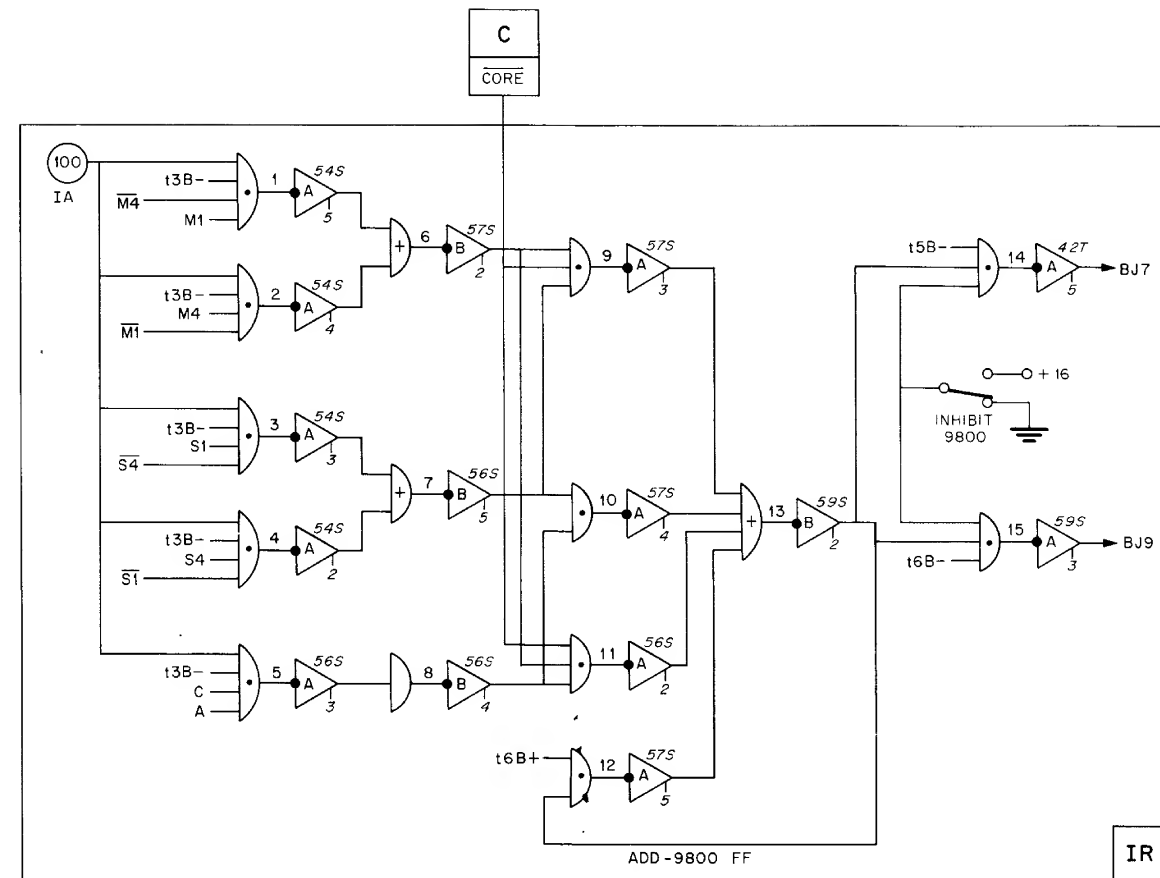 C
CORE
100
IA
t3B-
M4
M1
1
A
54S
5
t3B-
M4
M1
2
A
54S
4
+
6
B
57S
2
9
A
57S
3
t5B-
14
A
42T
5
BJ7
+ 16
INHIBIT
9800
t3B-
S1
S4
3
A
54S
3
t3B-
S4
S1
4
A
54S
2
+
7
B
56S
5
10
A
57S
4
+
13
B
59S
2
t6B-
15
A
59S
3
BJ9
t3B-
C
A
5
A
56S
3
8
B
56S
4
11
A
56S
2
t6B+
12
A
57S
5
ADD-9800 FF
IR